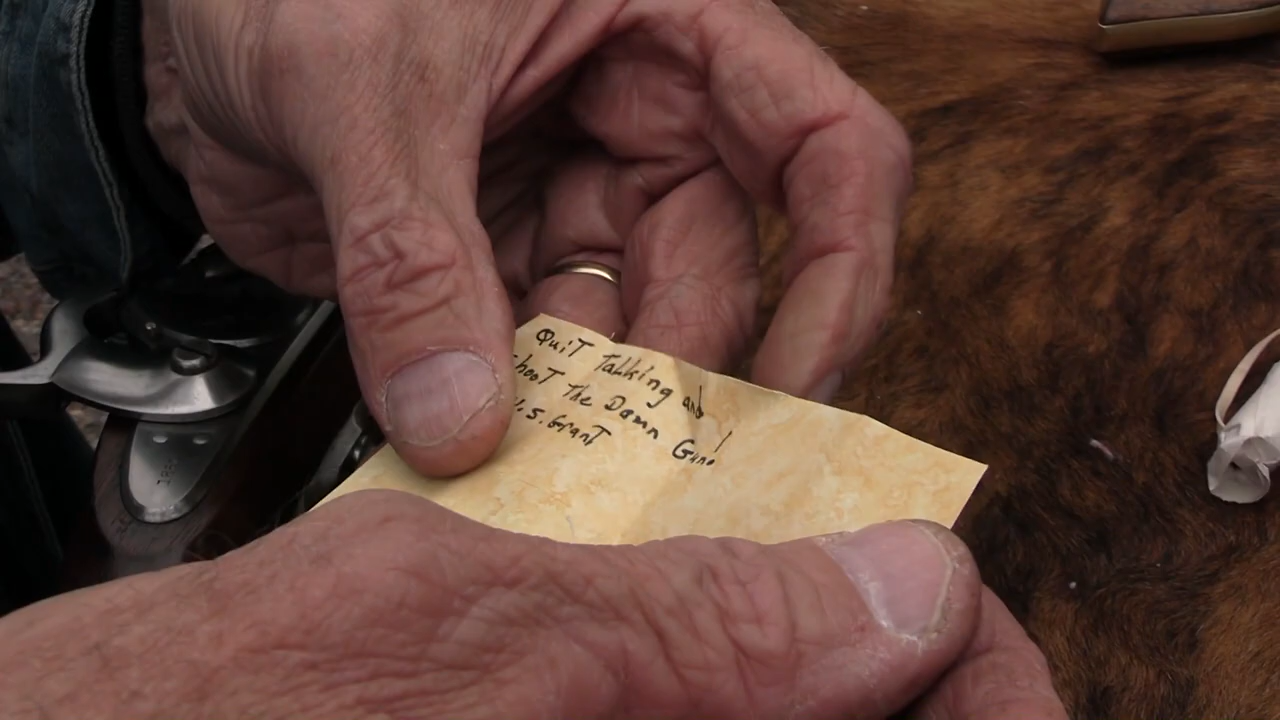 QuiT Talking and
hooT The Damn Gun!
.S. GranT